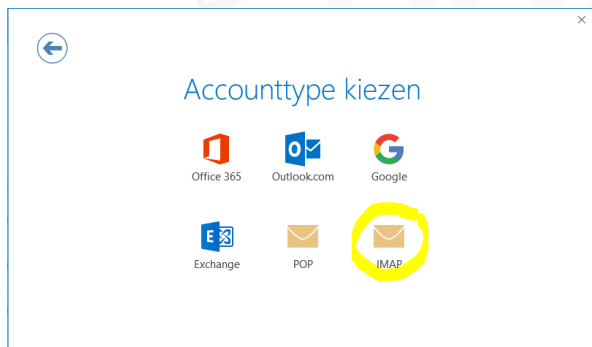 Accounttype kiezen
Office 365
Outlook.com
Google
Exchange
POP
IMAP